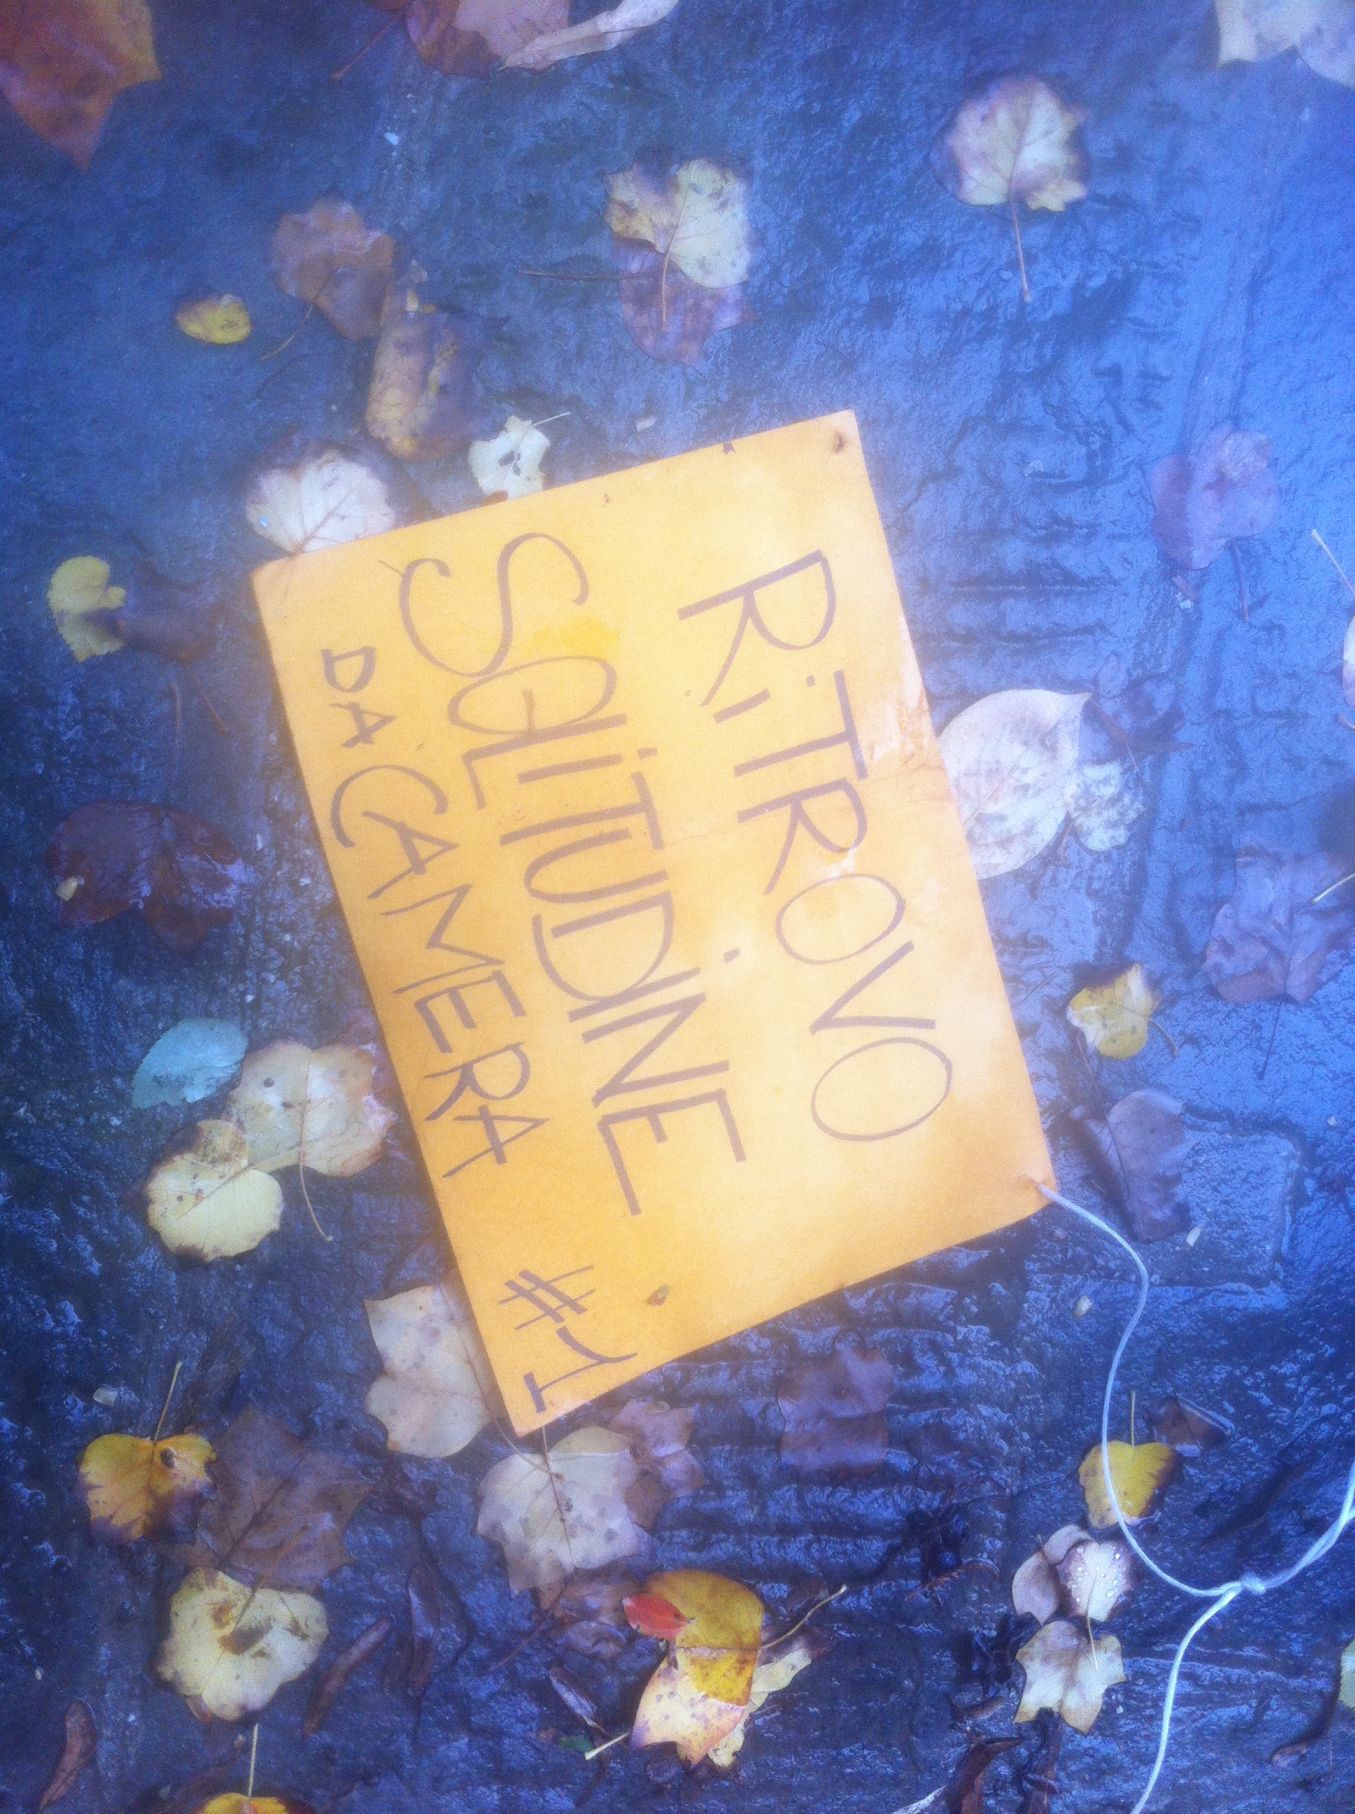 RiTROVO
SOLiTUDiNE
DA CAMERA #1